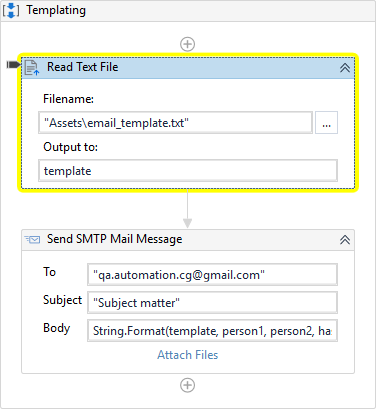 Templating
Read Text File
Filename:
"Assets\email_template.txt"
...
Output to:
template
Send SMTP Mail Message
To
"qa.automation.cg@gmail.com"
Subject
"Subject matter"
Body
String.Format(template, person1, person2, ha
Attach Files